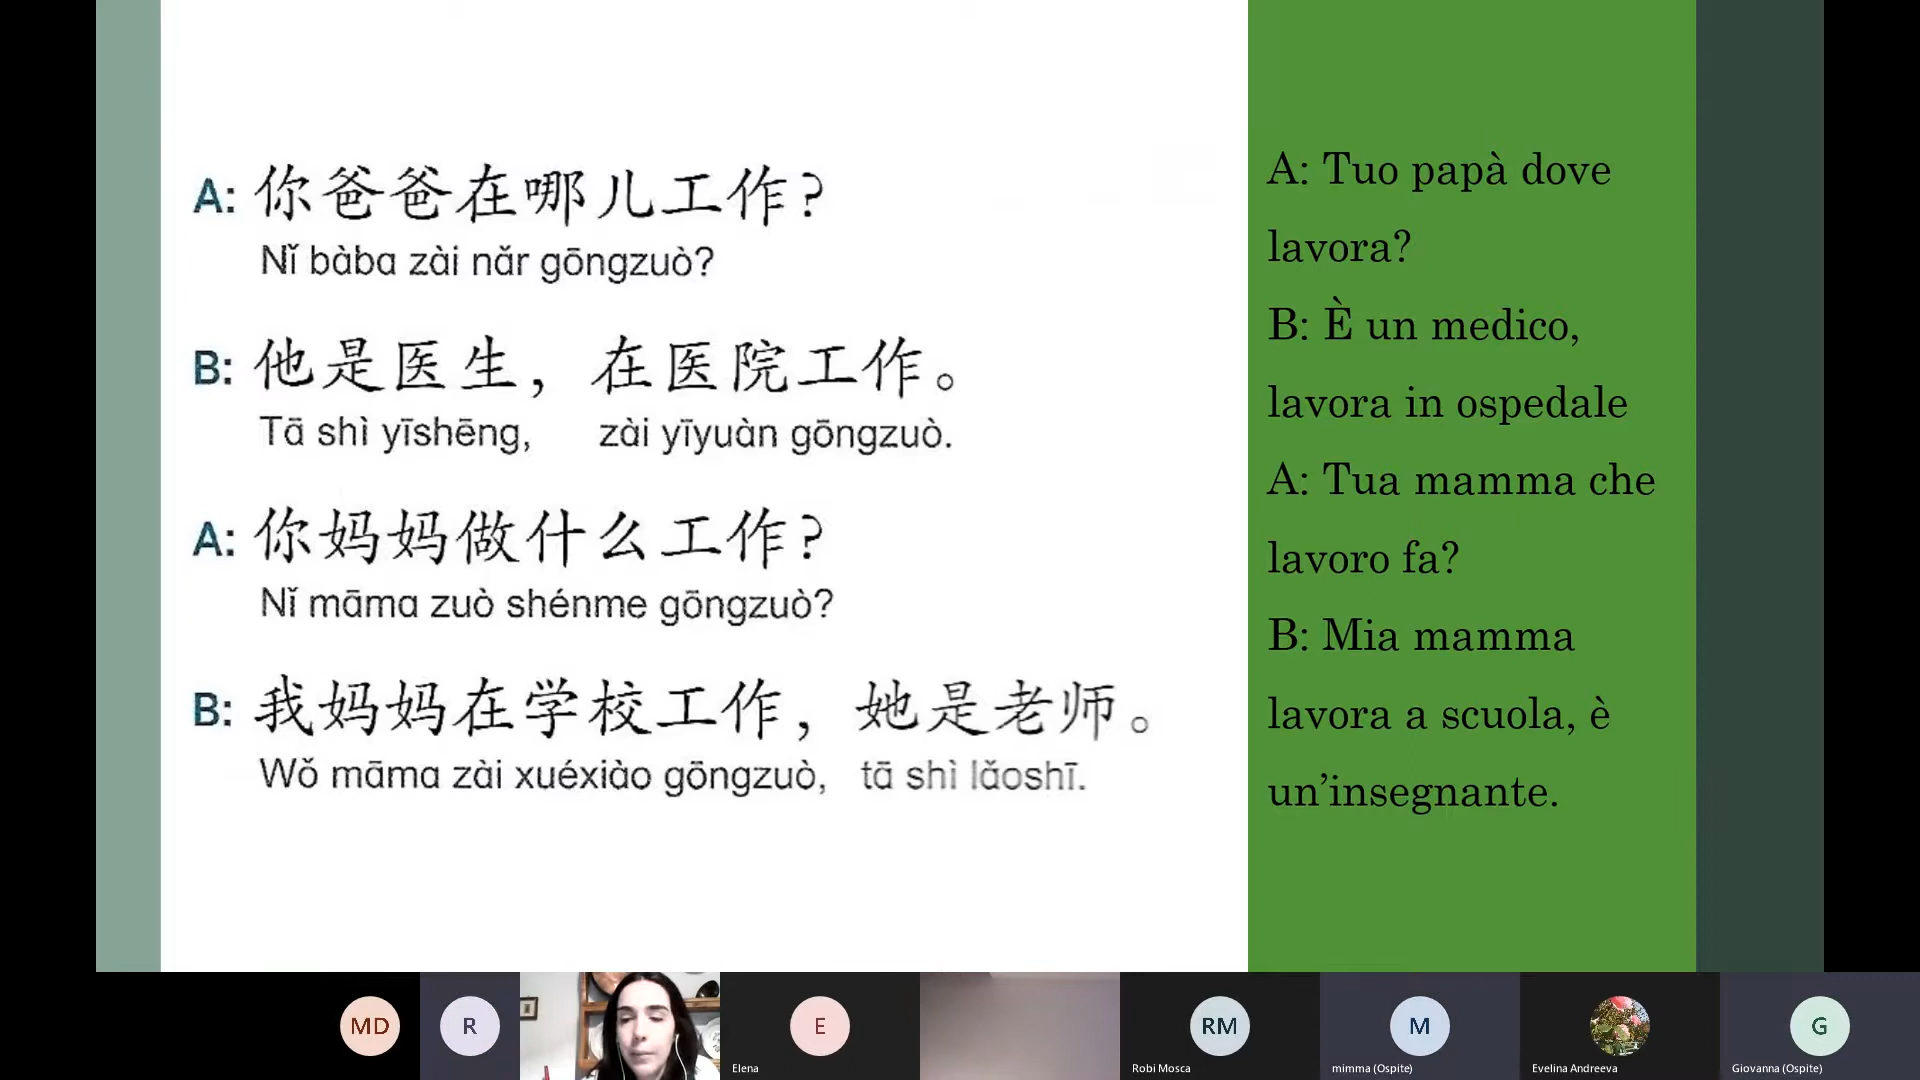 A: 你爸爸在哪儿工作?
Nǐ bàba zài nǎr gōngzuò?
B: 他是医生，在医院工作。
Tā shì yīshēng, zài yīyuàn gōngzuò.
A: 你妈妈做什么工作?
Nǐ māma zuò shénme gōngzuò?
B: 我妈妈在学校工作，她是老师。
Wǒ māma zài xuéxiào gōngzuò, tā shì lǎoshī.
A: Tuo papà dove
lavora?
B: È un medico,
lavora in ospedale
A: Tua mamma che
lavoro fa?
B: Mia mamma
lavora a scuola, è
un’insegnante.
MD
R
E
Elena
RM
Robi Mosca
M
mimma (Ospite)
Evelina Andreeva
G
Giovanna (Ospite)